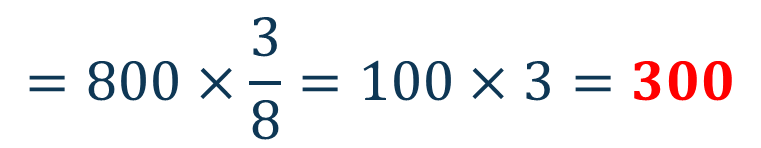 = 800 × 3/8 = 100 × 3 = 300